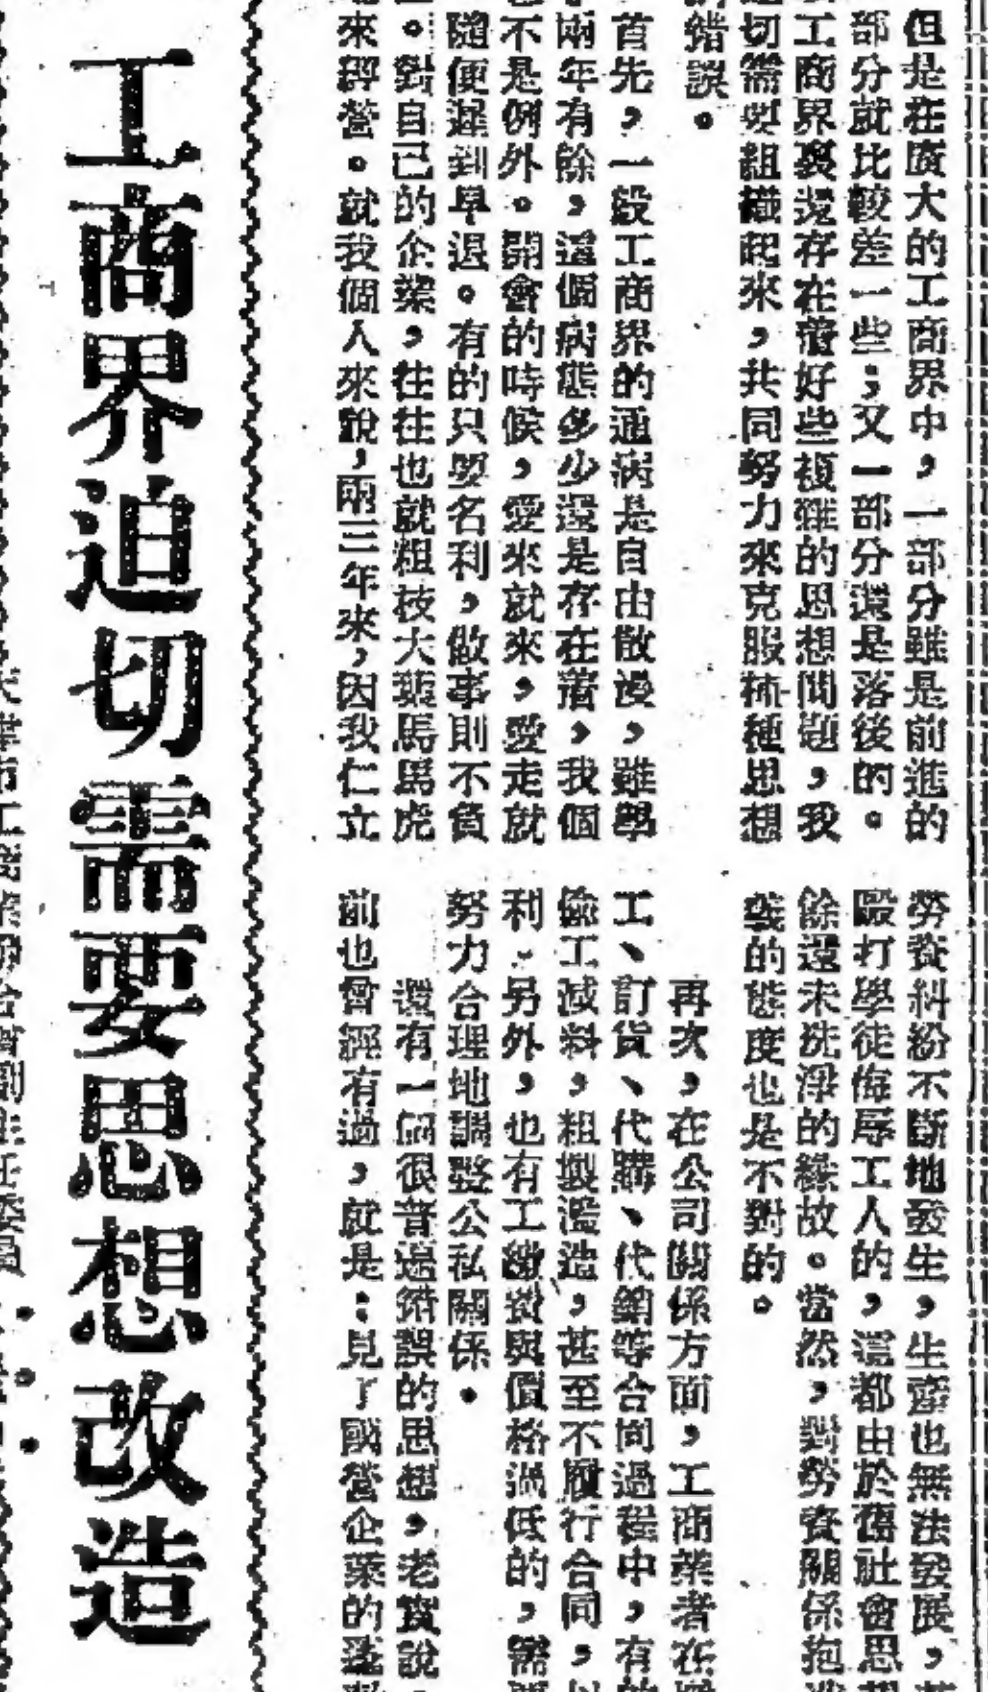 但是在廣大的工商界中，一部分雖是前進的
部分就比較差一些；又一部分還是落後的。
工商界裏還存在着好些複雜的思想問題，我
切需要組織起來，共同努力來克服種種思想
錯誤。
首先，一般工商界的通病是自由散漫，雖學
兩年有餘，這個病態多少還是存在着，我個
不是例外。開會的時候，愛來就來，愛走就
隨便遲到早退。有的只要名利，做事則不負
。對自己的企業，往往也就粗枝大葉馬馬虎
來經營。就我個人來說，兩三年來，因我仁立
勞資糾紛不斷地發生，生產也無法發展，
毆打學徒侮辱工人的，這都由於舊社會思想
餘還未洗淨的緣故。當然，對勞資關係抱
義的態度也是不對的。
再次，在公司關係方面，工商業者在
工、訂貨、代購、代銷等合同過程中，有的
偷工減料，粗製濫造，甚至不履行合同，
利。另外，也有工繳費與價格過低的，需
努力合理地調整公私關係。
還有一個很普遍錯誤的思想，老實說，
前也曾經有過，就是：見了國營企業的
工商界迫切需要思想改造